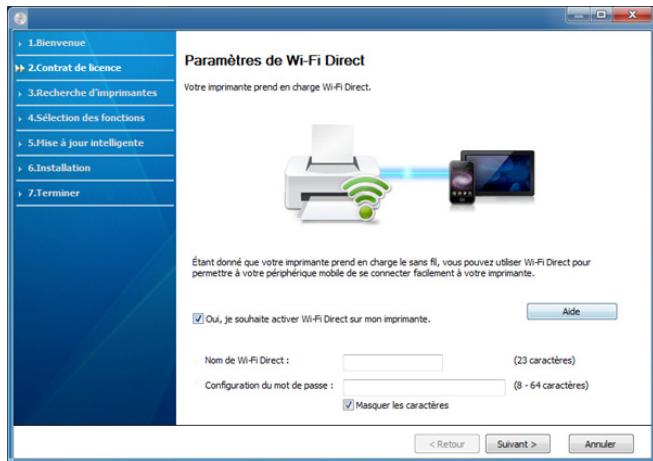 1.Bienvenue
2.Contrat de licence
3.Recherche d'imprimantes
4.Sélection des fonctions
5.Mise à jour intelligente
6.Installation
7.Terminer
Paramètres de Wi-Fi Direct
Votre imprimante prend en charge Wi-Fi Direct.
Étant donné que votre imprimante prend en charge le sans fil, vous pouvez utiliser Wi-Fi Direct pour
permettre à votre périphérique mobile de se connecter facilement à votre imprimante.
Oui, je souhaite activer Wi-Fi Direct sur mon imprimante.
Aide
Nom de Wi-Fi Direct : (23 caractères)
Configuration du mot de passe : (8 - 64 caractères)
Masquer les caractères
< Retour Suivant > Annuler